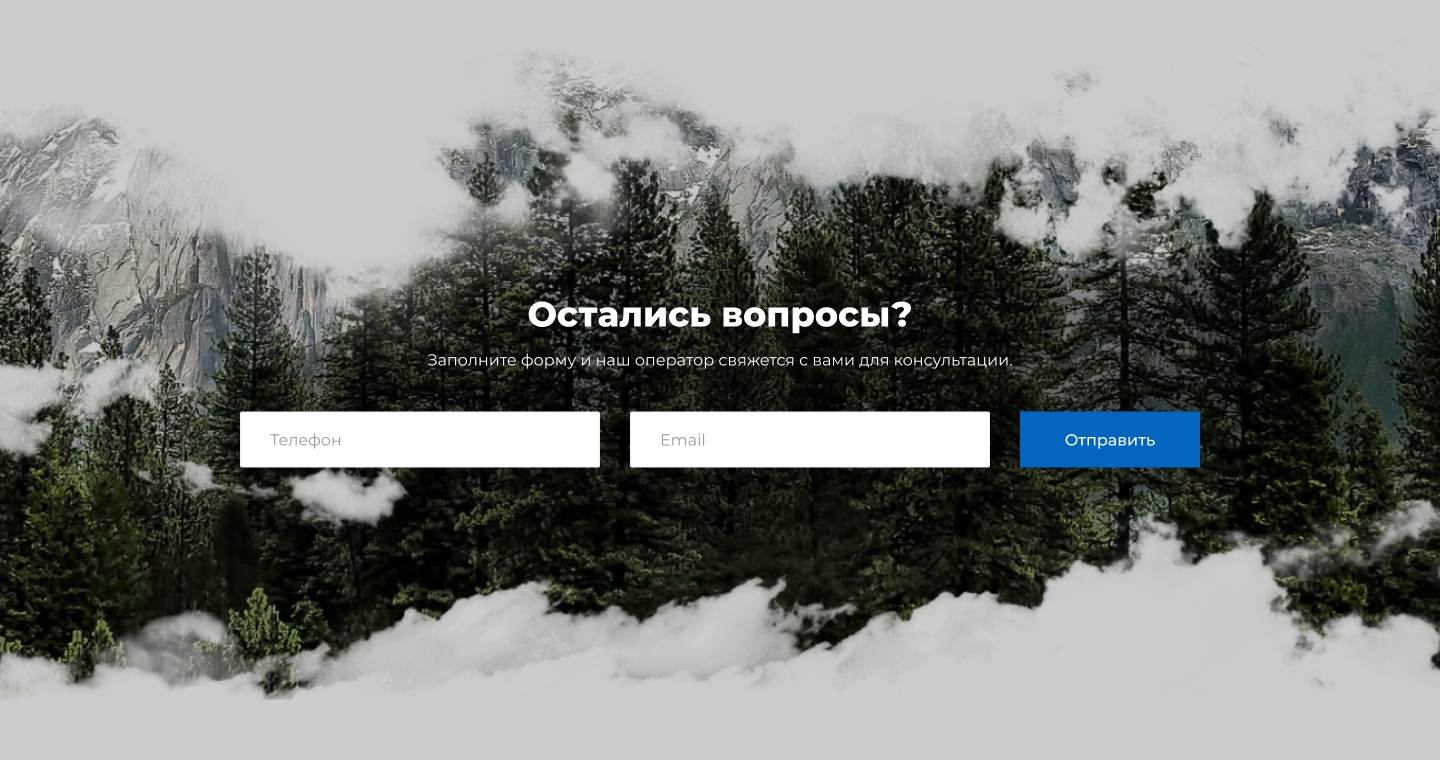 Остались вопросы?
Заполните форму и наш оператор свяжется с вами для консультации.
Телефон
Email
Отправить